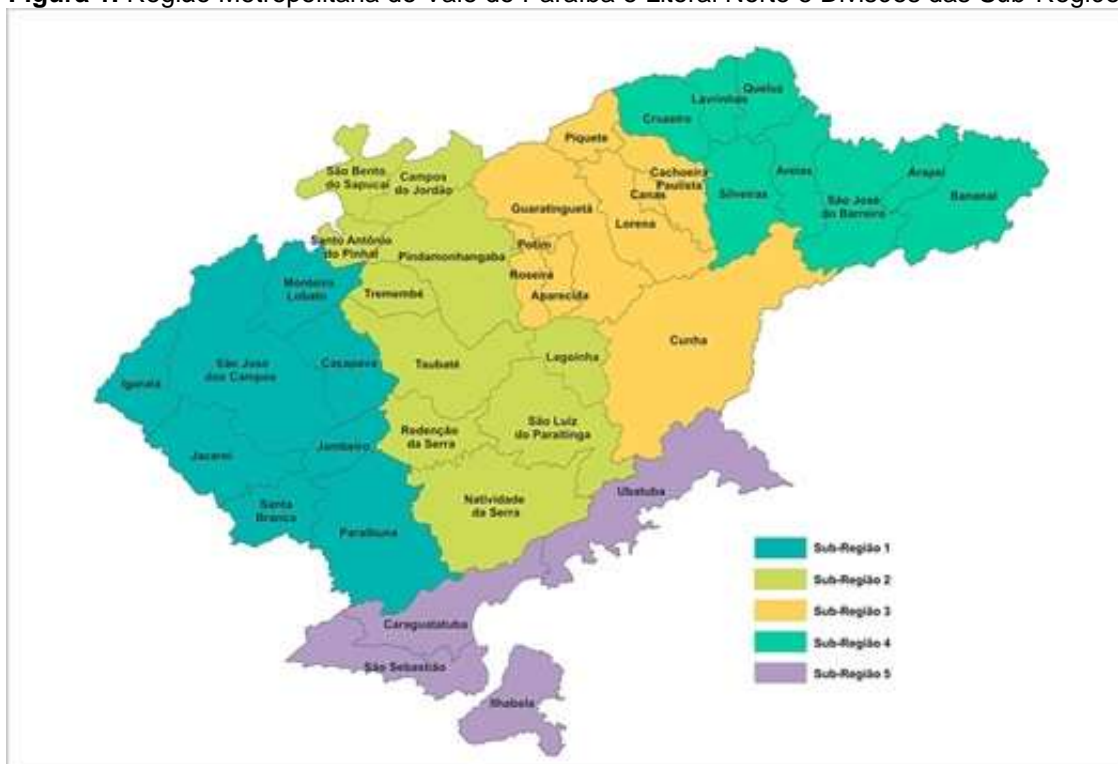 Figura 1. Região Metropolitana do Vale do Paraíba e Litoral Norte e Divisões das Sub-Regiões
Queluz
Lavrinhas
Cruzeiro
Piquete
São Bento
do Sapucaí
Campos
do Jordão
Cachoeira
Paulista
Canas
Areias
Arapeí
Silveiras
São José
do Barreiro
Bananal
Guaratinguetá
Lorena
Santo Antônio
do Pinhal
Pindamonhangaba
Potim
Roseira
Aparecida
Monteiro
Lobato
Tremembé
Cunha
São José
dos Campos
Caçapava
Taubaté
Lagoinha
Igaratá
Redenção
da Serra
São Luiz
do Paraitinga
Jacareí
Jambeiro
Santa
Branca
Natividade
da Serra
Ubatuba
Paraibuna
Sub-Região 1
Sub-Região 2
Sub-Região 3
Sub-Região 4
Sub-Região 5
Caraguatatuba
São Sebastião
Ilhabela